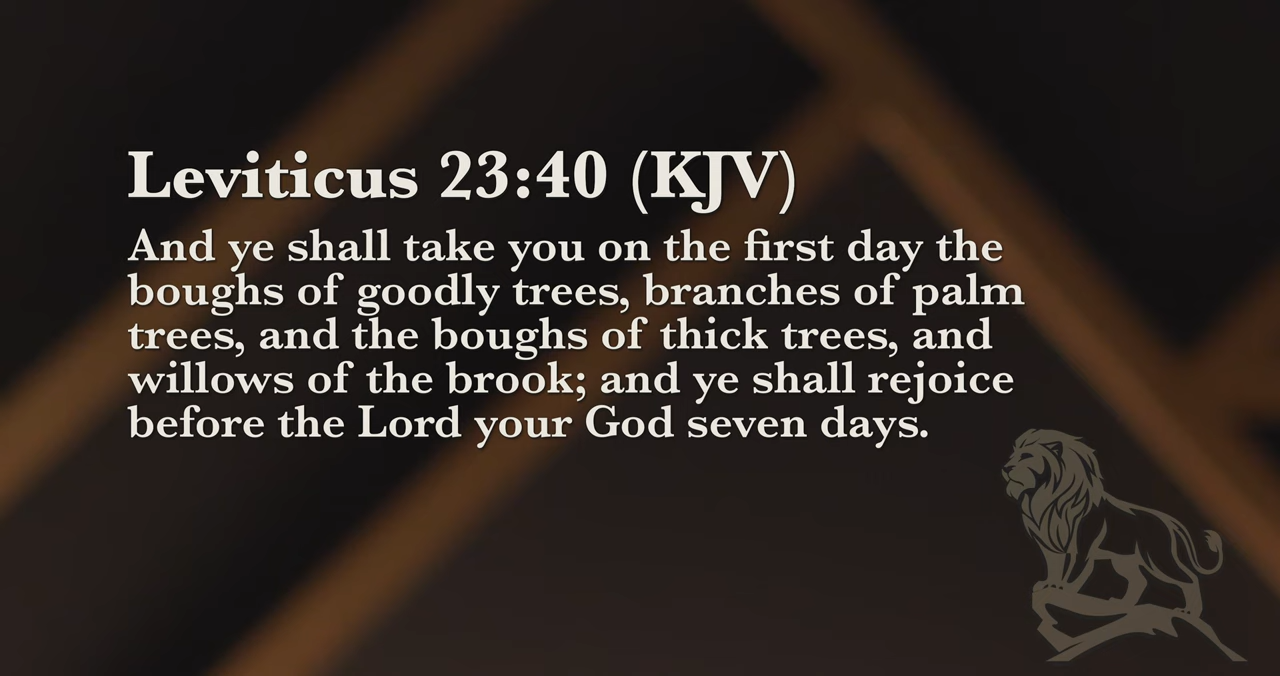 Leviticus 23:40 (KJV)
And ye shall take you on the first day the
boughs of goodly trees, branches of palm
trees, and the boughs of thick trees, and
willows of the brook; and ye shall rejoice
before the Lord your God seven days.